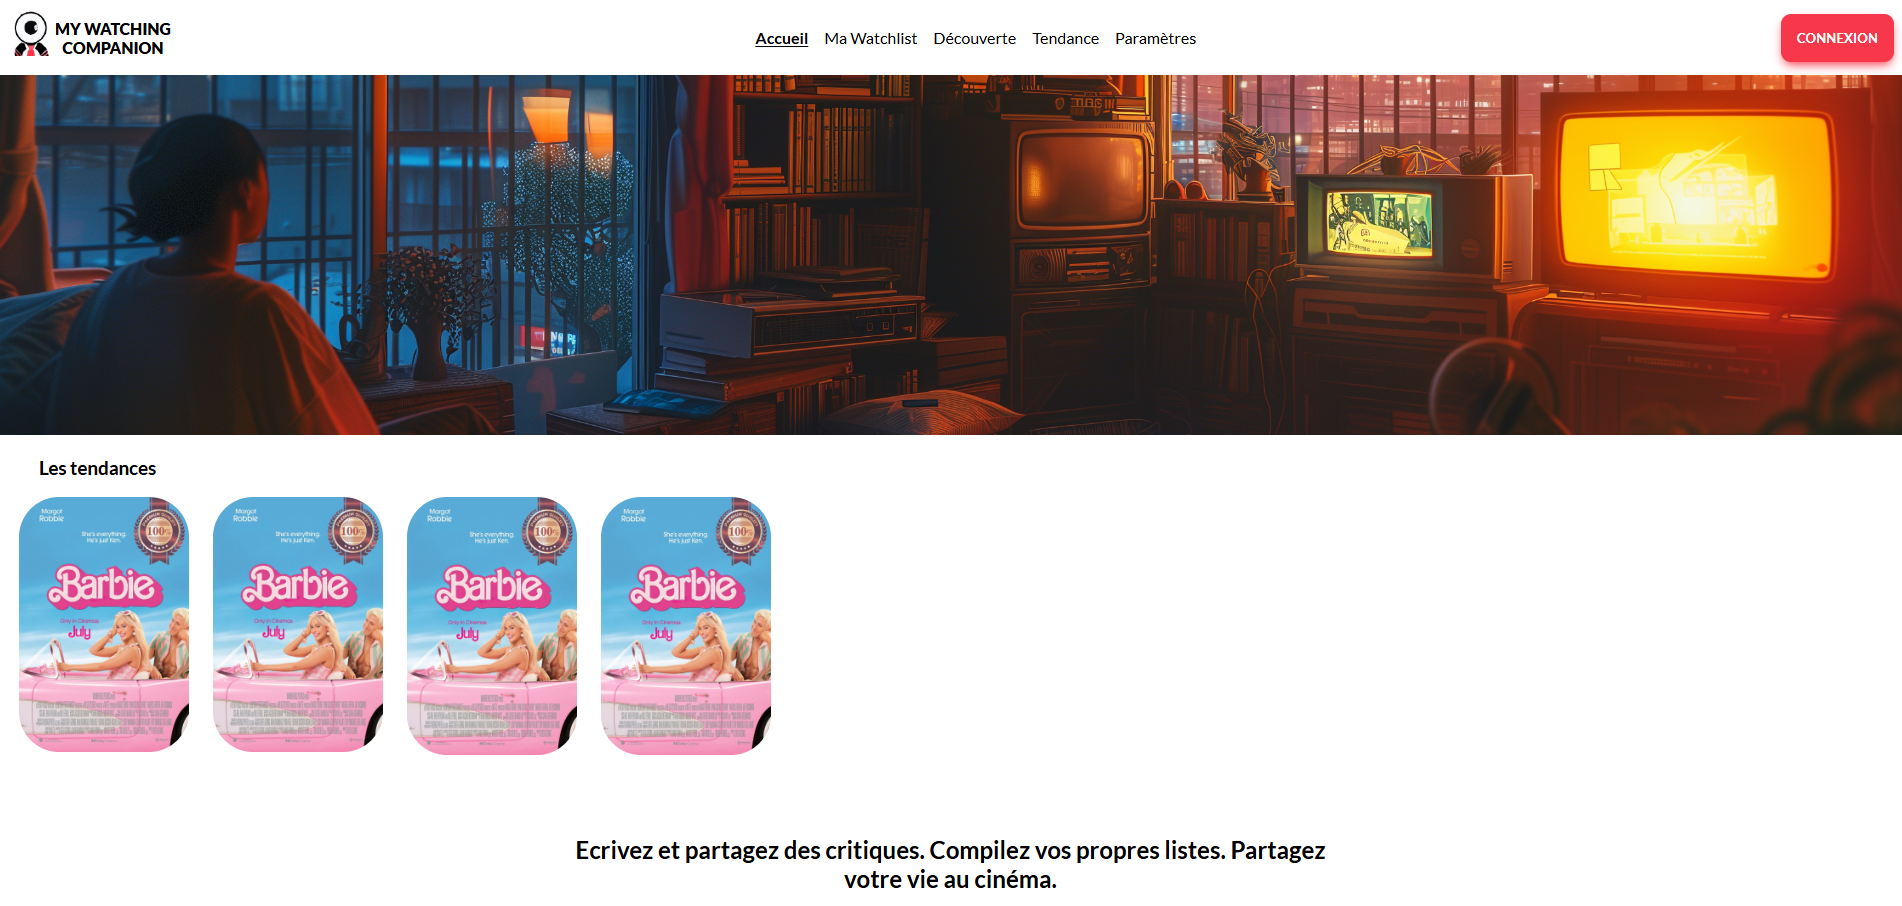 MY WATCHING
COMPANION
Accueil Ma Watchlist Découverte Tendance Paramètres
CONNEXION
Les tendances
Margot
Robbie
She's everything.
He's just Ken.
100%
Barbie
Only in Cinemas
July
Margot
Robbie
She's everything.
He's just Ken.
100%
Barbie
Only in Cinemas
July
Margot
Robbie
She's everything.
He's just Ken.
100%
Barbie
Only in Cinemas
July
Margot
Robbie
She's everything.
He's just Ken.
100%
Barbie
Only in Cinemas
July
Ecrivez et partagez des critiques. Compilez vos propres listes. Partagez
votre vie au cinéma.